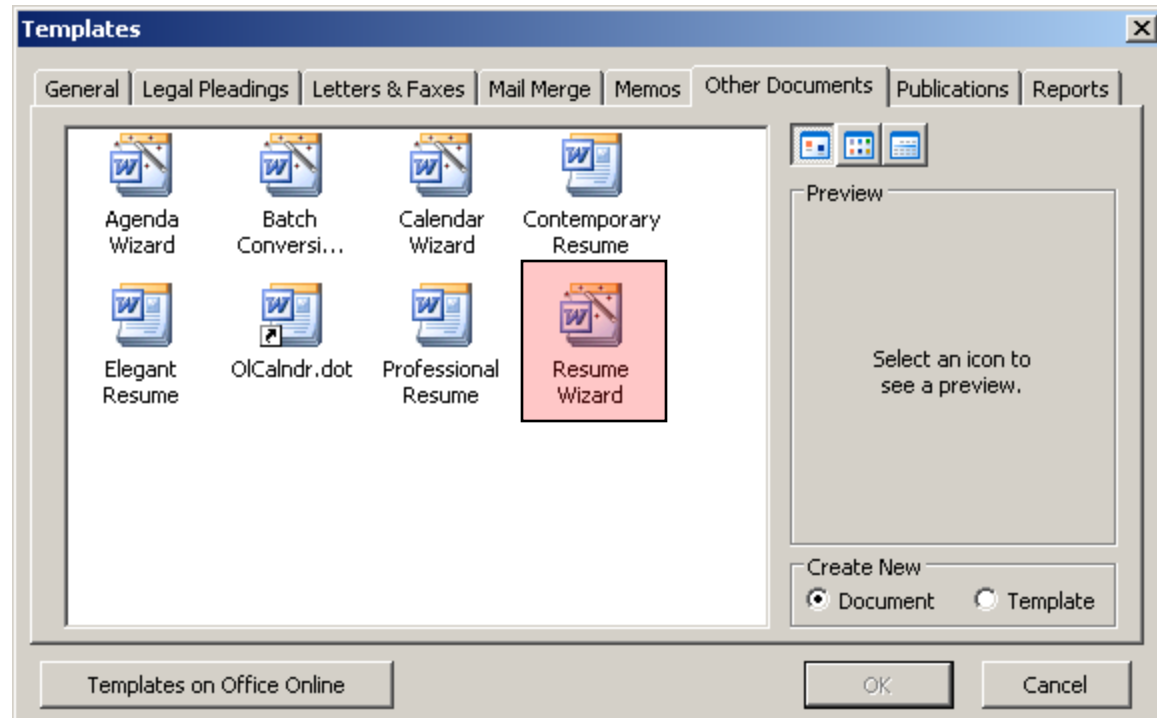 Templates
General Legal Pleadings Letters & Faxes Mail Merge Memos Other Documents Publications Reports
Agenda Wizard
Batch Conversi...
Calendar Wizard
Contemporary Resume
Preview
Elegant Resume
OlCalndr.dot
Professional Resume
Resume Wizard
Select an icon to
see a preview.
Create New
Document Template
Templates on Office Online OK Cancel